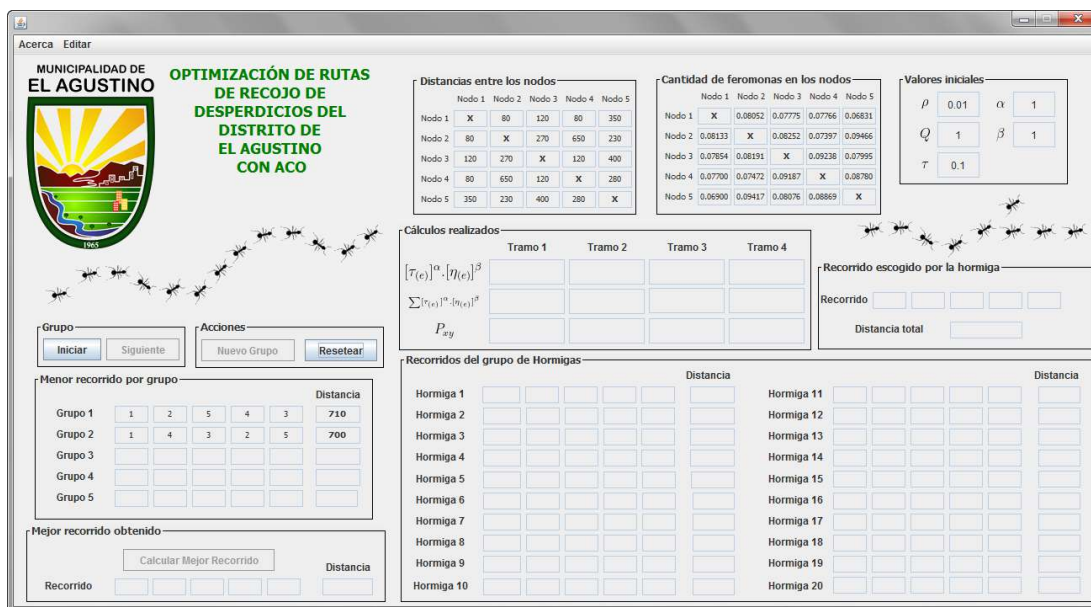 Acerca Editar
MUNICIPALIDAD DE
EL AGUSTINO
1965
OPTIMIZACIÓN DE RUTAS
DE RECOJO DE
DESPERDICIOS DEL
DISTRITO DE
EL AGUSTINO
CON ACO
Distancias entre los nodos
Nodo 1 Nodo 2 Nodo 3 Nodo 4 Nodo 5
Nodo 1 X 80 120 80 350
Nodo 2 80 X 270 650 230
Nodo 3 120 270 X 120 400
Nodo 4 80 650 120 X 280
Nodo 5 350 230 400 280 X
Cantidad de feromonas en los nodos
Nodo 1 Nodo 2 Nodo 3 Nodo 4 Nodo 5
Nodo 1 X 0.08052 0.07775 0.07766 0.06831
Nodo 2 0.08133 X 0.08252 0.07397 0.09466
Nodo 3 0.07854 0.08191 X 0.09238 0.07995
Nodo 4 0.07700 0.07472 0.09187 X 0.08780
Nodo 5 0.06900 0.09417 0.08076 0.08869 X
Valores iniciales
ρ 0.01 α 1
Q 1 β 1
τ 0.1
Cálculos realizados
Tramo 1 Tramo 2 Tramo 3 Tramo 4
[τ(e)]^α.[η(e)]^β
∑[τ(e)]^α.[η(e)]^β
P_xy
Recorrido escogido por la hormiga
Recorrido
Distancia total
Grupo
Iniciar Siguiente
Acciones
Nuevo Grupo Resetear
Menor recorrido por grupo
Distancia
Grupo 1 1 2 5 4 3 710
Grupo 2 1 4 3 2 5 700
Grupo 3
Grupo 4
Grupo 5
Mejor recorrido obtenido
Calcular Mejor Recorrido
Distancia
Recorrido
Recorridos del grupo de Hormigas
Distancia Distancia
Hormiga 1 Hormiga 11
Hormiga 2 Hormiga 12
Hormiga 3 Hormiga 13
Hormiga 4 Hormiga 14
Hormiga 5 Hormiga 15
Hormiga 6 Hormiga 16
Hormiga 7 Hormiga 17
Hormiga 8 Hormiga 18
Hormiga 9 Hormiga 19
Hormiga 10 Hormiga 20